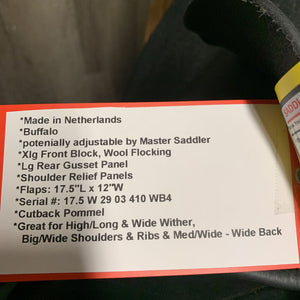 *Made in Netherlands
*Buffalo
*potenially adjustable by Master Saddler
*Xlg Front Block, Wool Flocking
*Lg Rear Gusset Panel
*Shoulder Relief Panels
*Flaps: 17.5"L x 12"W
*Serial #: 17.5 W 29 03 410 WB4
*Cutback Pommel
*Great for High/Long & Wide Wither,
Big/Wide Shoulders & Ribs & Med/Wide - Wide Back